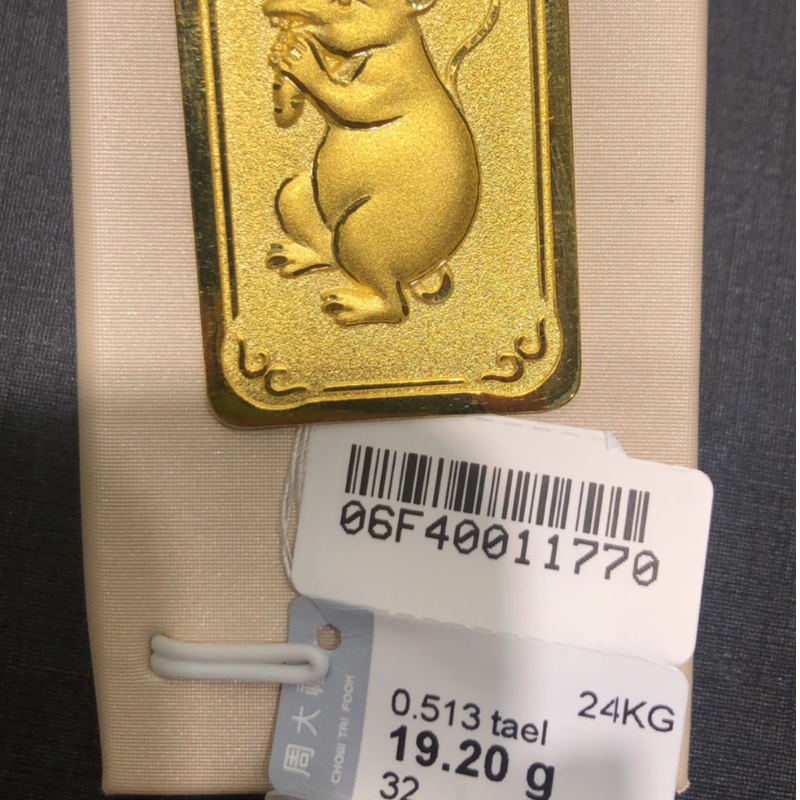 06F40011770
周大福
CHOW TAI FOOK
24KG
0.513 tael
19.20 g
32